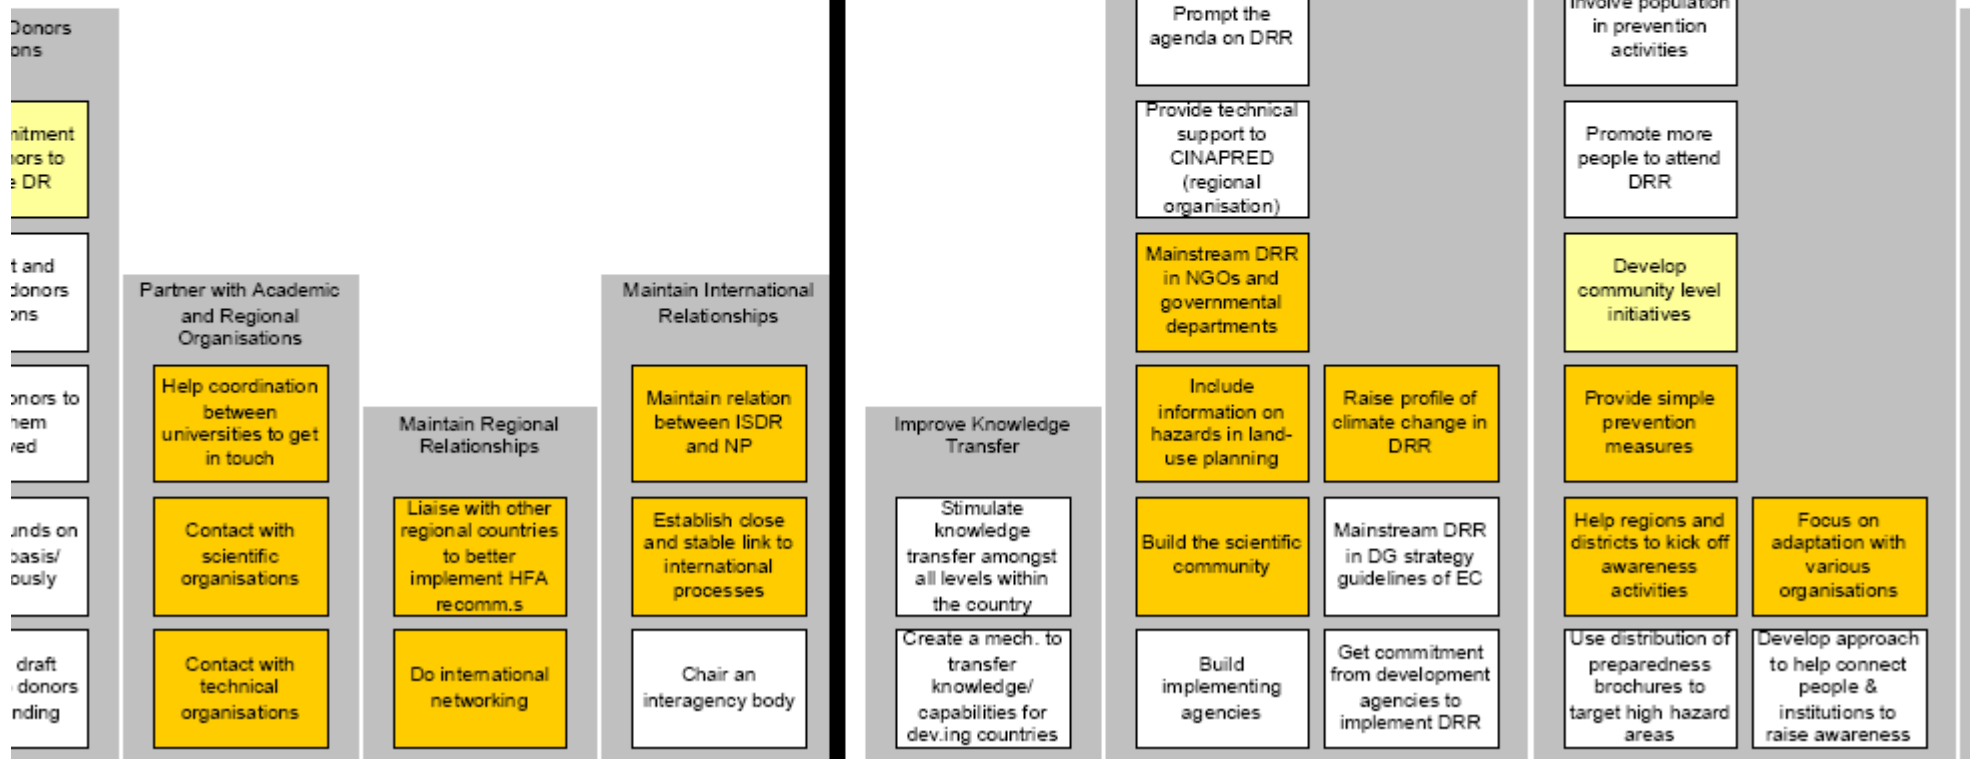 Donors
ons
mitment
ors to
DR
t and
donors
ons
onors to
hem
ved
unds on
basis/
ously
draft
donors
nding
Partner with Academic
and Regional
Organisations
Help coordination
between
universities to get
in touch
Contact with
scientific
organisations
Contact with
technical
organisations
Maintain Regional
Relationships
Liaise with other
regional countries
to better
implement HFA
recomm.s
Do international
networking
Maintain International
Relationships
Maintain relation
between ISDR
and NP
Establish close
and stable link to
international
processes
Chair an
interagency body
Improve Knowledge
Transfer
Stimulate
knowledge
transfer amongst
all levels within
the country
Create a mech. to
transfer
knowledge/
capabilities for
dev.ing countries
Prompt the
agenda on DRR
Provide technical
support to
CINAPRED
(regional
organisation)
Mainstream DRR
in NGOs and
governmental
departments
Include
information on
hazards in land-
use planning
Build the scientific
community
Build
implementing
agencies
Raise profile of
climate change in
DRR
Mainstream DRR
in DG strategy
guidelines of EC
Get commitment
from development
agencies to
implement DRR
Involve population
in prevention
activities
Promote more
people to attend
DRR
Develop
community level
initiatives
Provide simple
prevention
measures
Help regions and
districts to kick off
awareness
activities
Use distribution of
preparedness
brochures to
target high hazard
areas
Focus on
adaptation with
various
organisations
Develop approach
to help connect
people &
institutions to
raise awareness